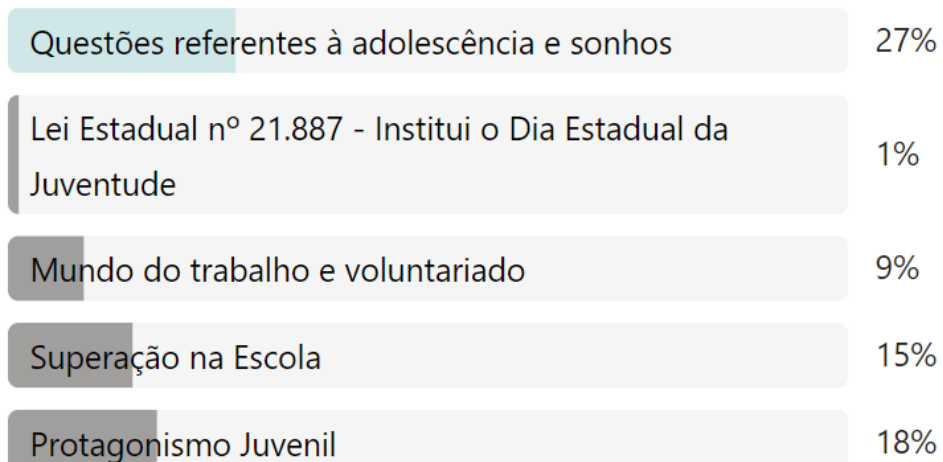 Questões referentes à adolescência e sonhos 27%
Lei Estadual nº 21.887 - Institui o Dia Estadual da
Juventude 1%
Mundo do trabalho e voluntariado 9%
Superação na Escola 15%
Protagonismo Juvenil 18%